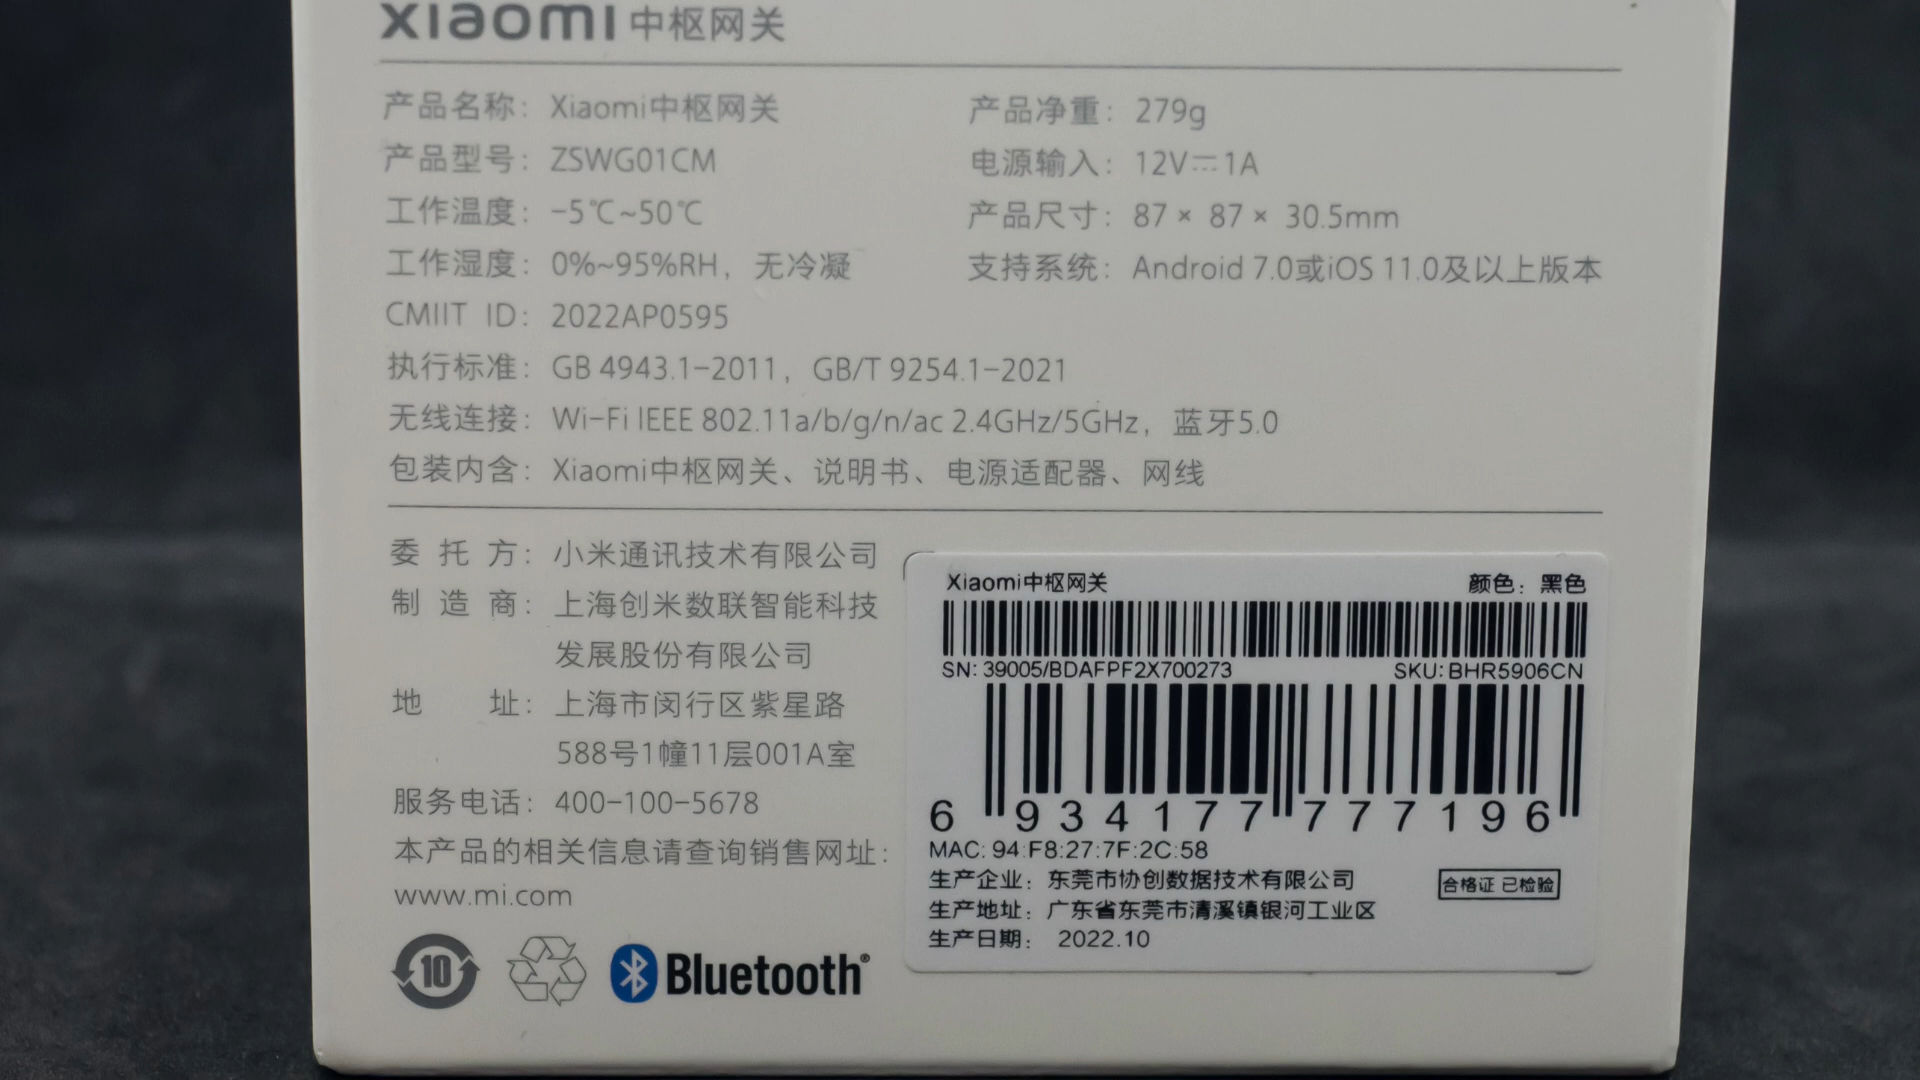 xiaomi 中枢网关
产品名称： Xiaomi中枢网关
产品净重： 279g
产品型号： ZSWG01CM
电源输入： 12V⎓1A
工作温度： -5℃~50℃
产品尺寸： 87 × 87 × 30.5mm
工作湿度： 0%~95%RH，无冷凝
支持系统： Android 7.0或iOS 11.0及以上版本
CMIIT ID： 2022AP0595
执行标准： GB 4943.1-2011，GB/T 9254.1-2021
无线连接： Wi-Fi IEEE 802.11a/b/g/n/ac 2.4GHz/5GHz，蓝牙5.0
包装内含： Xiaomi中枢网关、说明书、电源适配器、网线
委 托 方： 小米通讯技术有限公司
制 造 商： 上海创米数联智能科技
发展股份有限公司
地 址： 上海市闵行区紫星路
588号1幢11层001A室
服务电话： 400-100-5678
本产品的相关信息请查询销售网址：
www.mi.com
10
Bluetooth®
Xiaomi中枢网关
颜色：黑色
SN: 39005/BDAFPF2X700273
SKU: BHR5906CN
6 934177 777196
MAC: 94:F8:27:7F:2C:58
生产企业：东莞市协创数据技术有限公司
合格证 已检验
生产地址：广东省东莞市清溪镇银河工业区
生产日期： 2022.10